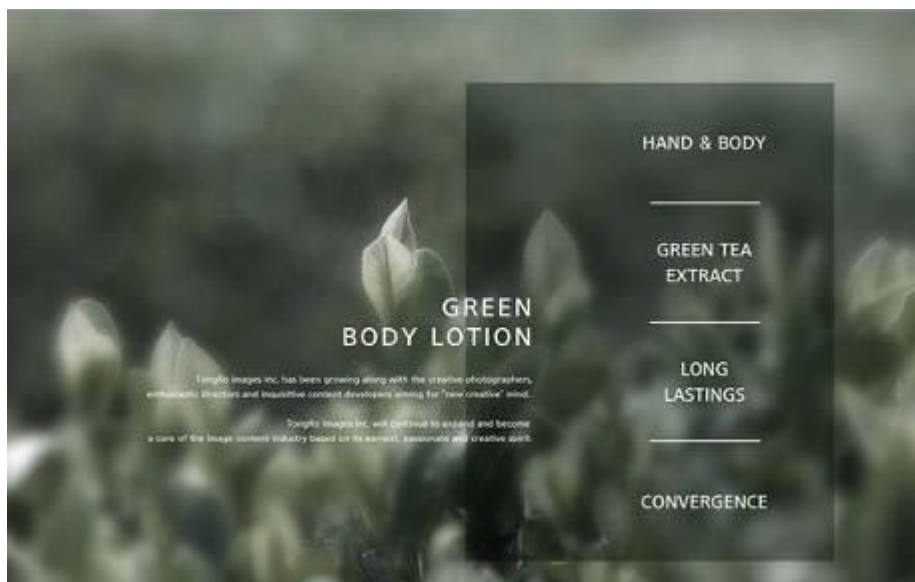 GREEN
BODY LOTION
Tongro Images Inc. has been growing along with the creative photographers,
enthusiastic directors and inquisitive content developers aiming for "new creative" mind.
Tongro Images Inc. will continue to expand and become
a core of the image content industry based on its earnest, passionate and creative spirit.
HAND & BODY
GREEN TEA
EXTRACT
LONG
LASTINGS
CONVERGENCE